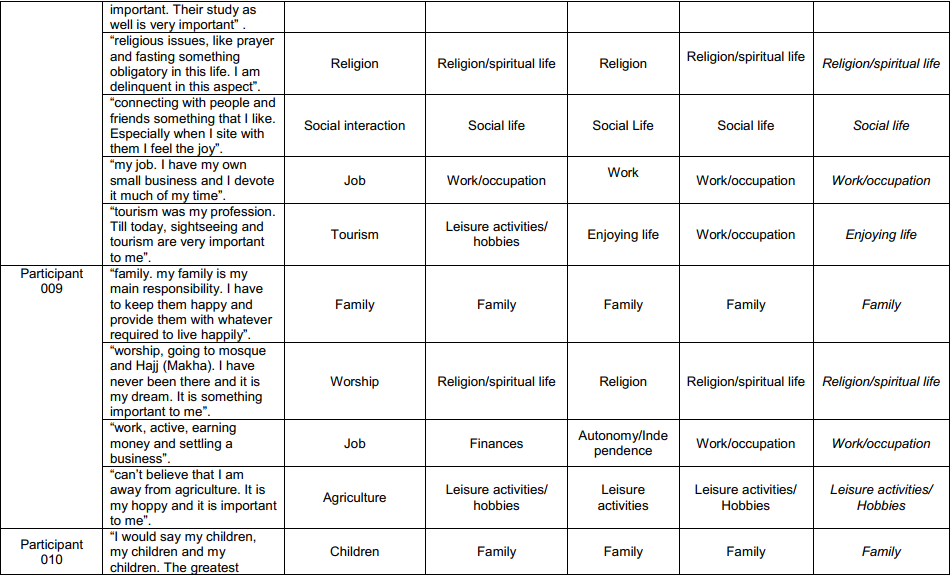 important. Their study as
well is very important" .
"religious issues, like prayer
and fasting something
obligatory in this life. I am
delinquent in this aspect".
Religion
Religion/spiritual life
Religion
Religion/spiritual life
Religion/spiritual life
"connecting with people and
friends something that I like.
Especially when I site with
them I feel the joy".
Social interaction
Social life
Social Life
Social life
Social life
"my job. I have my own
small business and I devote
it much of my time".
Job
Work/occupation
Work
Work/occupation
Work/occupation
"tourism was my profession.
Till today, sightseeing and
tourism are very important
to me".
Tourism
Leisure activities/
hobbies
Enjoying life
Work/occupation
Enjoying life
Participant
009
"family. my family is my
main responsibility. I have
to keep them happy and
provide them with whatever
required to live happily".
Family
Family
Family
Family
Family
"worship, going to mosque
and Hajj (Makha). I have
never been there and it is
my dream. It is something
important to me".
Worship
Religion/spiritual life
Religion
Religion/spiritual life
Religion/spiritual life
"work, active, earning
money and settling a
business".
Job
Finances
Autonomy/Inde
pendence
Work/occupation
Work/occupation
"can't believe that I am
away from agriculture. It is
my hoppy and it is important
to me".
Agriculture
Leisure activities/
hobbies
Leisure
activities
Leisure activities/
Hobbies
Leisure activities/
Hobbies
Participant
010
"I would say my children,
my children and my
children. The greatest
Children
Family
Family
Family
Family